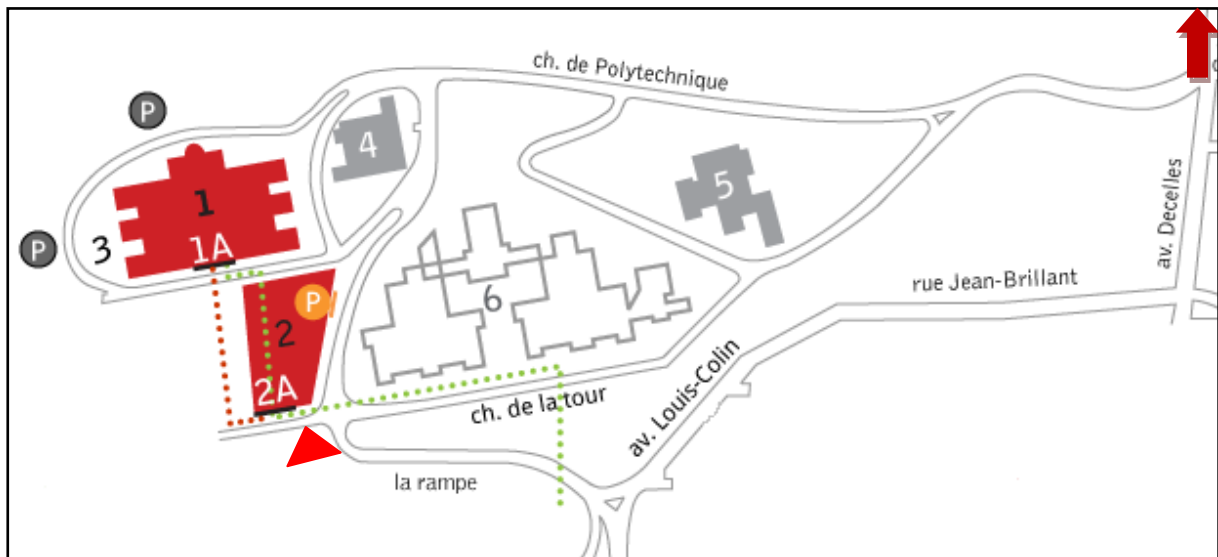 ch. de Polytechnique
P
4
1
5
3
P
1A
av. Decelles
rue Jean-Brillant
P
6
2
2A
ch. de la tour
av. Louis-Colin
la rampe